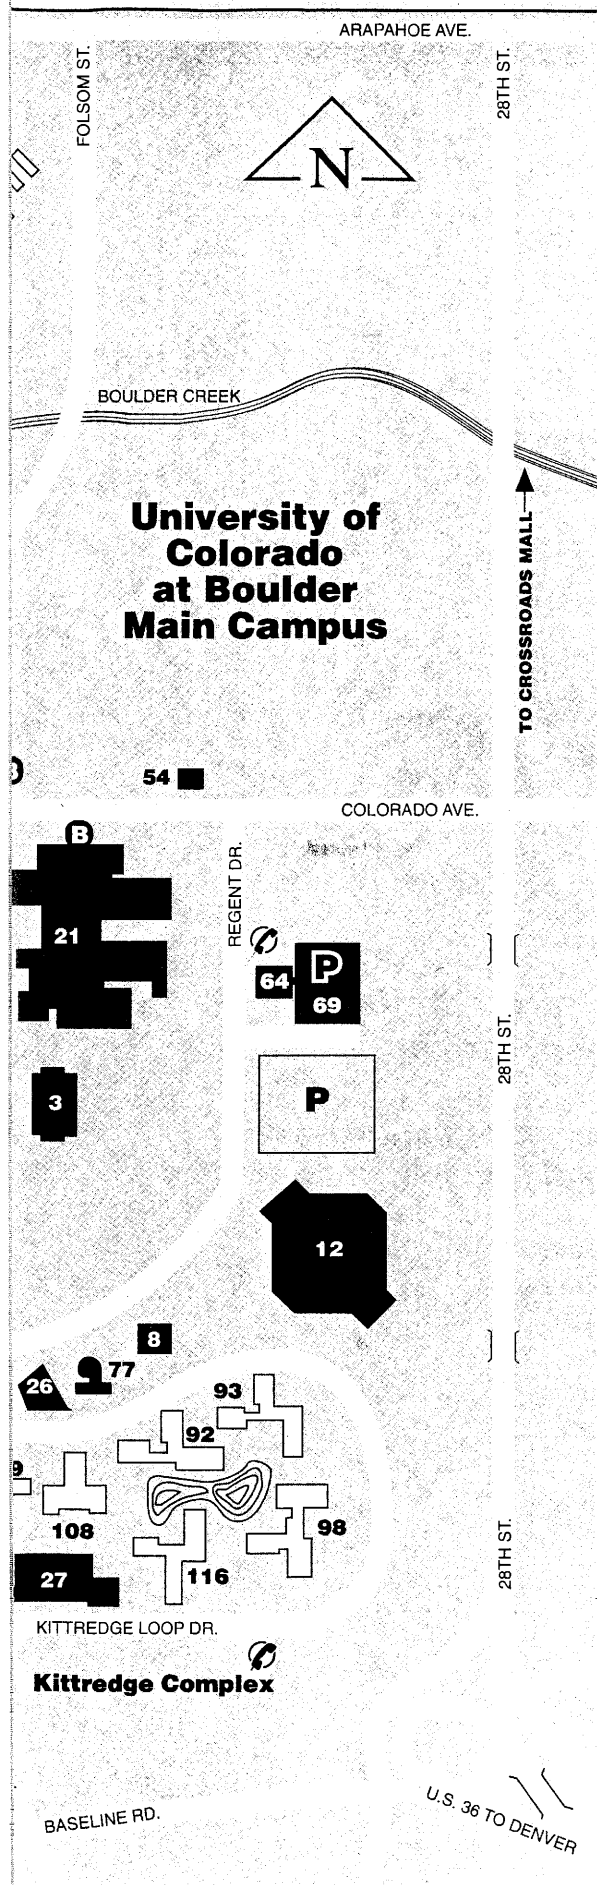 ARAPAHOE AVE.
FOLSOM ST.
28TH ST.
N
BOULDER CREEK
University of
Colorado
at Boulder
Main Campus
TO CROSSROADS MALL
54
COLORADO AVE.
B
REGENT DR.
21
P
64
69
28TH ST.
3
P
12
8
77
26
93
92
9
108
98
28TH ST.
27
116
KITTREDGE LOOP DR.
Kittredge Complex
U.S. 36 TO DENVER
BASELINE RD.